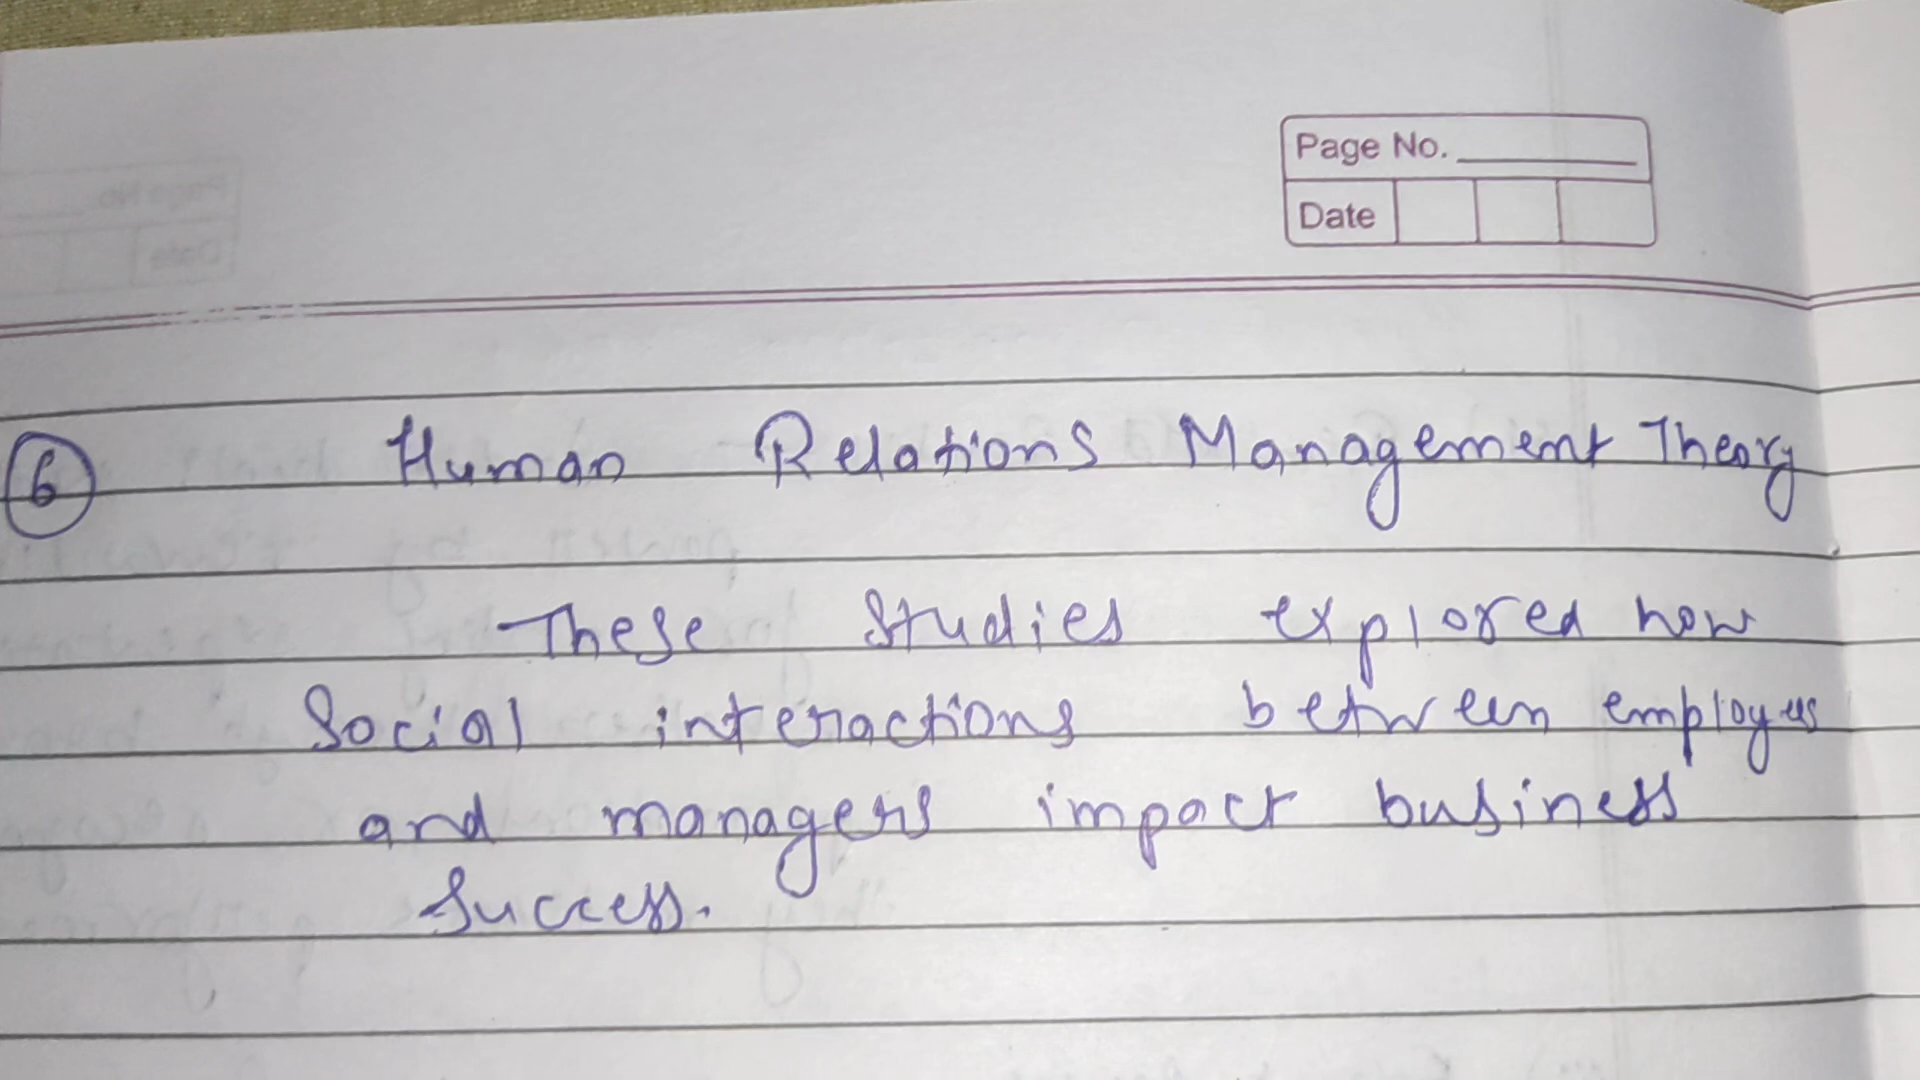 Page No.
Date
6 Human Relations Management Theory
These studies explored how
Social interactions between employees
and managers impact business
Success.